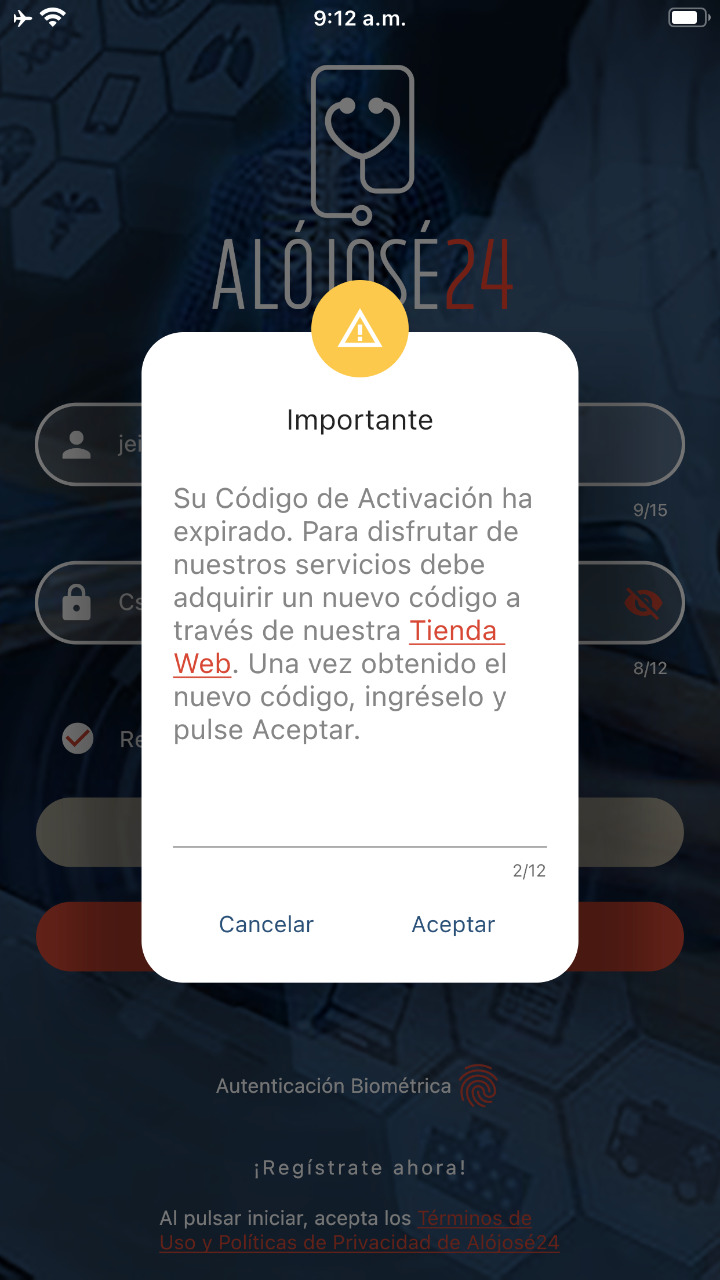 9:12 a.m.
ALÓJOSÉ24
Importante
jei
9/15
Su Código de Activación ha
expirado. Para disfrutar de
nuestros servicios debe
adquirir un nuevo código a
través de nuestra Tienda
Web. Una vez obtenido el
nuevo código, ingréselo y
pulse Aceptar.
Cs
8/12
Re
2/12
Cancelar Aceptar
Autenticación Biométrica
¡Regístrate ahora!
Al pulsar iniciar, acepta los Términos de
Uso y Políticas de Privacidad de Alójosé24